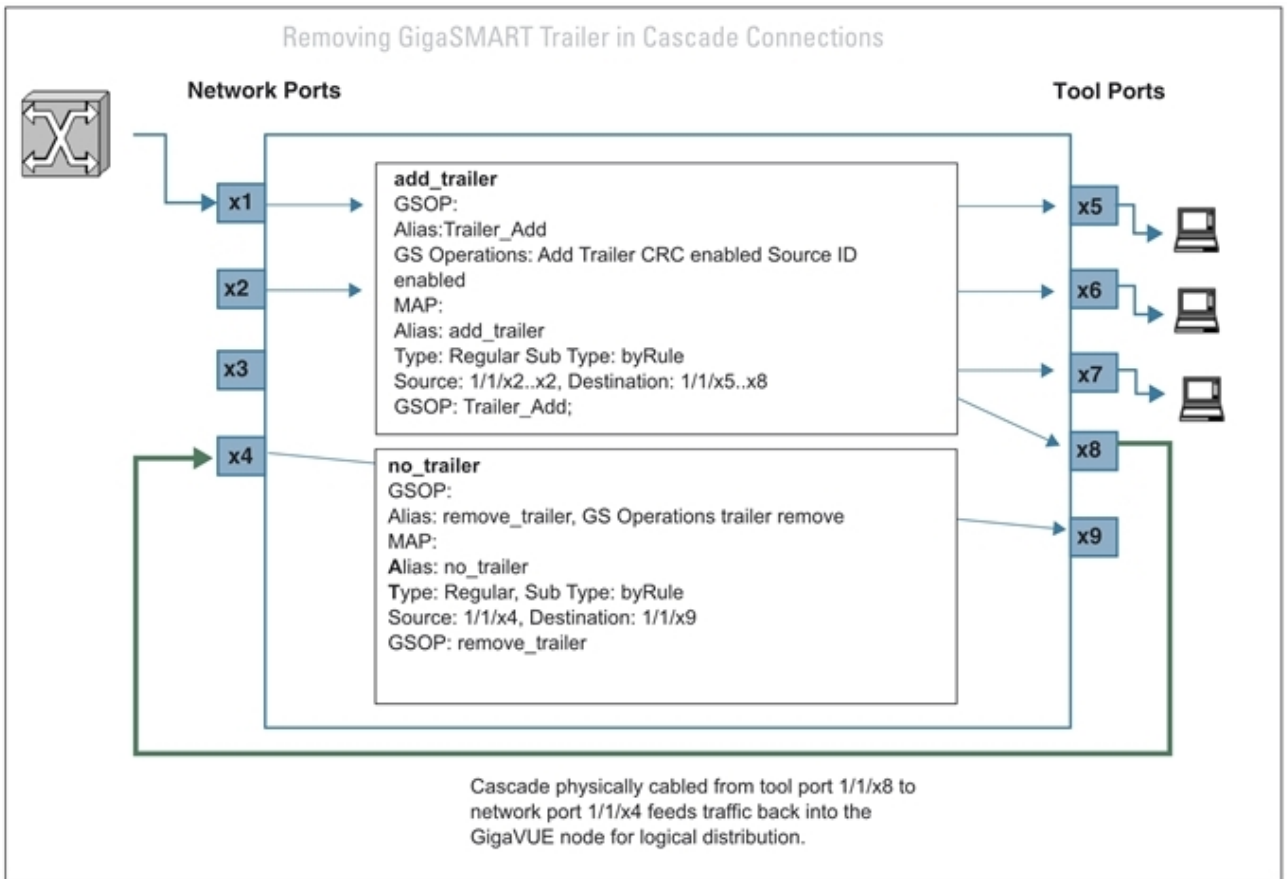 Removing GigaSMART Trailer in Cascade Connections
Network Ports
Tool Ports
x1
x2
x3
x4
add_trailer
GSOP:
Alias:Trailer_Add
GS Operations: Add Trailer CRC enabled Source ID
enabled
MAP:
Alias: add_trailer
Type: Regular Sub Type: byRule
Source: 1/1/x2..x2, Destination: 1/1/x5..x8
GSOP: Trailer_Add;
no_trailer
GSOP:
Alias: remove_trailer, GS Operations trailer remove
MAP:
Alias: no_trailer
Type: Regular, Sub Type: byRule
Source: 1/1/x4, Destination: 1/1/x9
GSOP: remove_trailer
x5
x6
x7
x8
x9
Cascade physically cabled from tool port 1/1/x8 to
network port 1/1/x4 feeds traffic back into the
GigaVUE node for logical distribution.